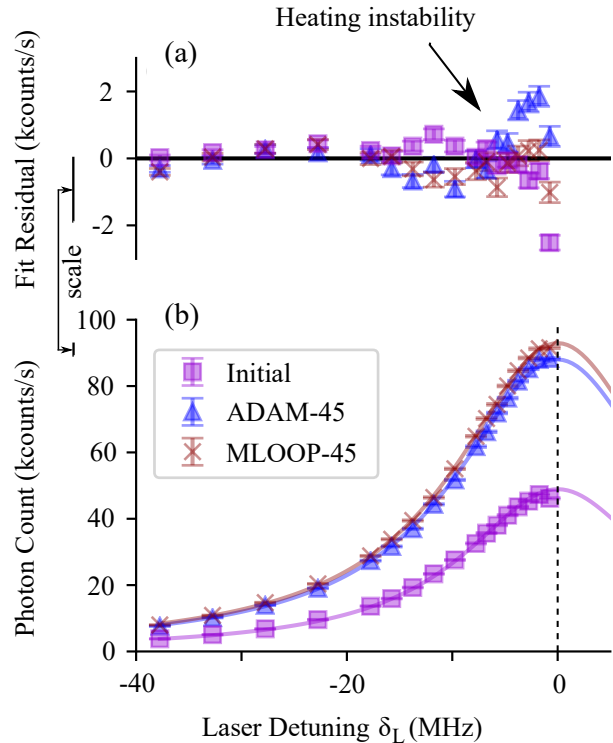 Heating instability
(a)
Fit Residual (kcounts/s)
2
0
-2
scale
(b)
Photon Count (kcounts/s)
100
80
60
40
20
0
Initial
ADAM-45
MLOOP-45
-40
-20
0
Laser Detuning δL (MHz)